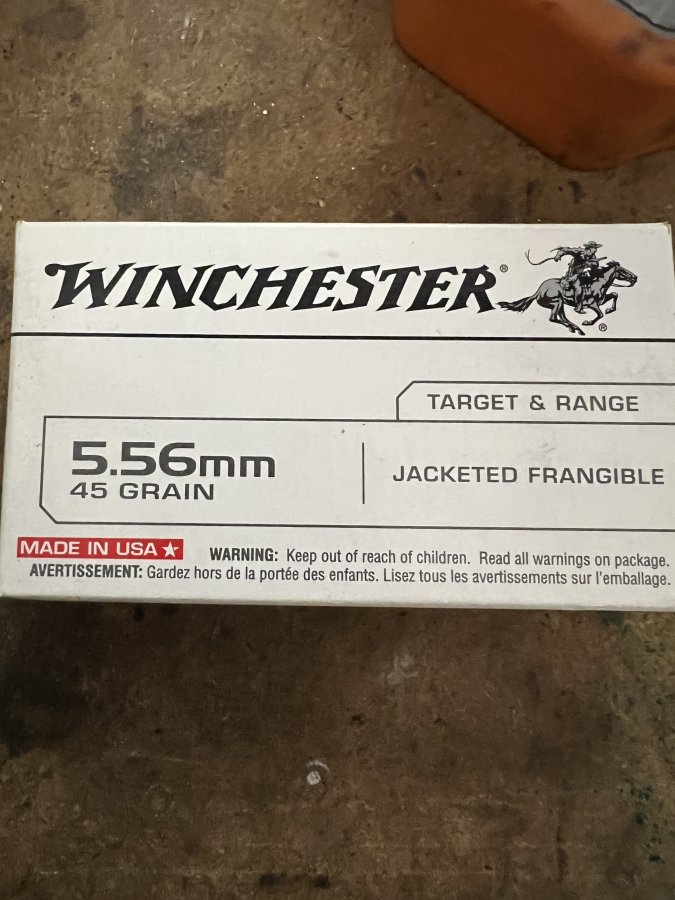 WINCHESTER®
®
TARGET & RANGE
5.56mm
45 GRAIN
JACKETED FRANGIBLE
MADE IN USA ★
WARNING: Keep out of reach of children. Read all warnings on package.
AVERTISSEMENT: Gardez hors de la portée des enfants. Lisez tous les avertissements sur l'emballage.